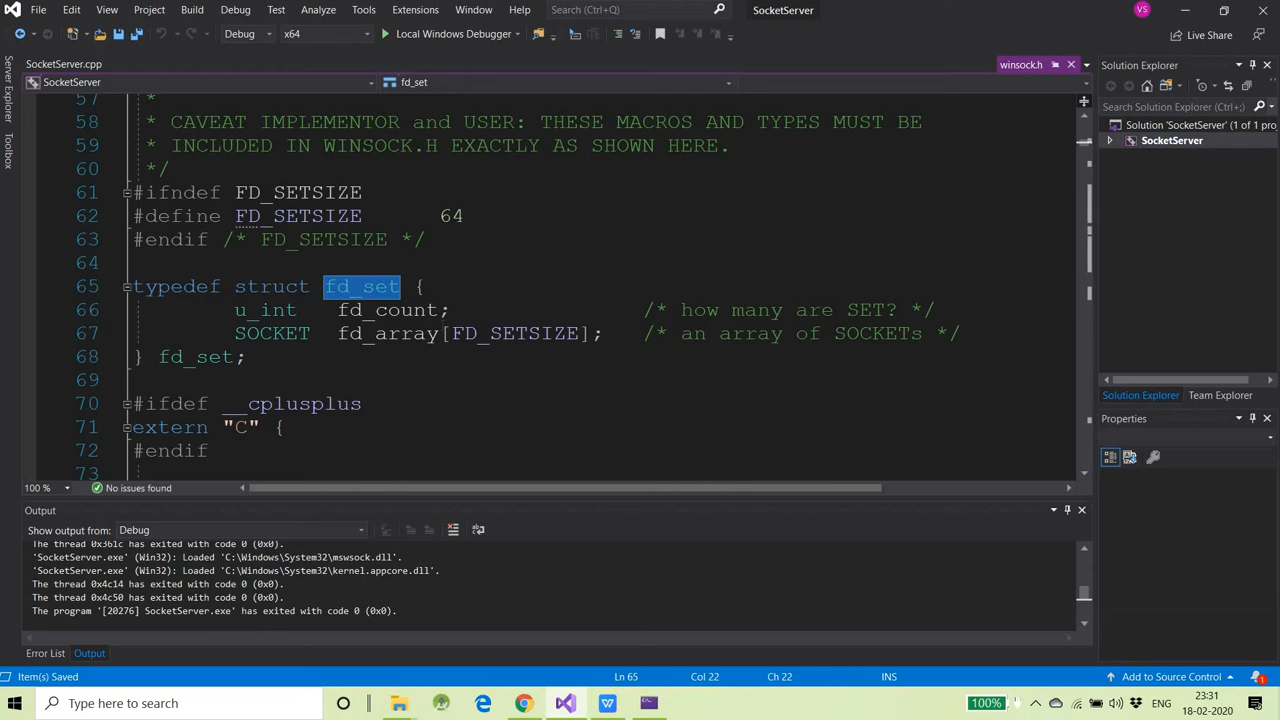 File Edit View Project Build Debug Test Analyze Tools Extensions Window Help Search (Ctrl+Q) SocketServer VS
Debug x64 Local Windows Debugger Live Share
SocketServer.cpp winsock.h
SocketServer fd_set
57 *
58 * CAVEAT IMPLEMENTOR and USER: THESE MACROS AND TYPES MUST BE
59 * INCLUDED IN WINSOCK.H EXACTLY AS SHOWN HERE.
60 */
61 #ifndef FD_SETSIZE
62 #define FD_SETSIZE 64
63 #endif /* FD_SETSIZE */
64
65 typedef struct fd_set {
66 u_int fd_count; /* how many are SET? */
67 SOCKET fd_array[FD_SETSIZE]; /* an array of SOCKETs */
68 } fd_set;
69
70 #ifdef __cplusplus
71 extern "C" {
72 #endif
73
100 % No issues found
Server Explorer
Toolbox
Solution Explorer
Search Solution Explorer (Ctrl+;)
Solution 'SocketServer' (1 of 1 pr
SocketServer
Solution Explorer Team Explorer
Properties
Output
Show output from: Debug
The thread 0x361c has exited with code 0 (0x0).
'SocketServer.exe' (Win32): Loaded 'C:\Windows\System32\mswsock.dll'.
'SocketServer.exe' (Win32): Loaded 'C:\Windows\System32\kernel.appcore.dll'.
The thread 0x4c14 has exited with code 0 (0x0).
The thread 0x4c50 has exited with code 0 (0x0).
The program '[20276] SocketServer.exe' has exited with code 0 (0x0).
Error List Output
Item(s) Saved Ln 65 Col 22 Ch 22 INS Add to Source Control 1
Type here to search 100% ENG 23:31
18-02-2020